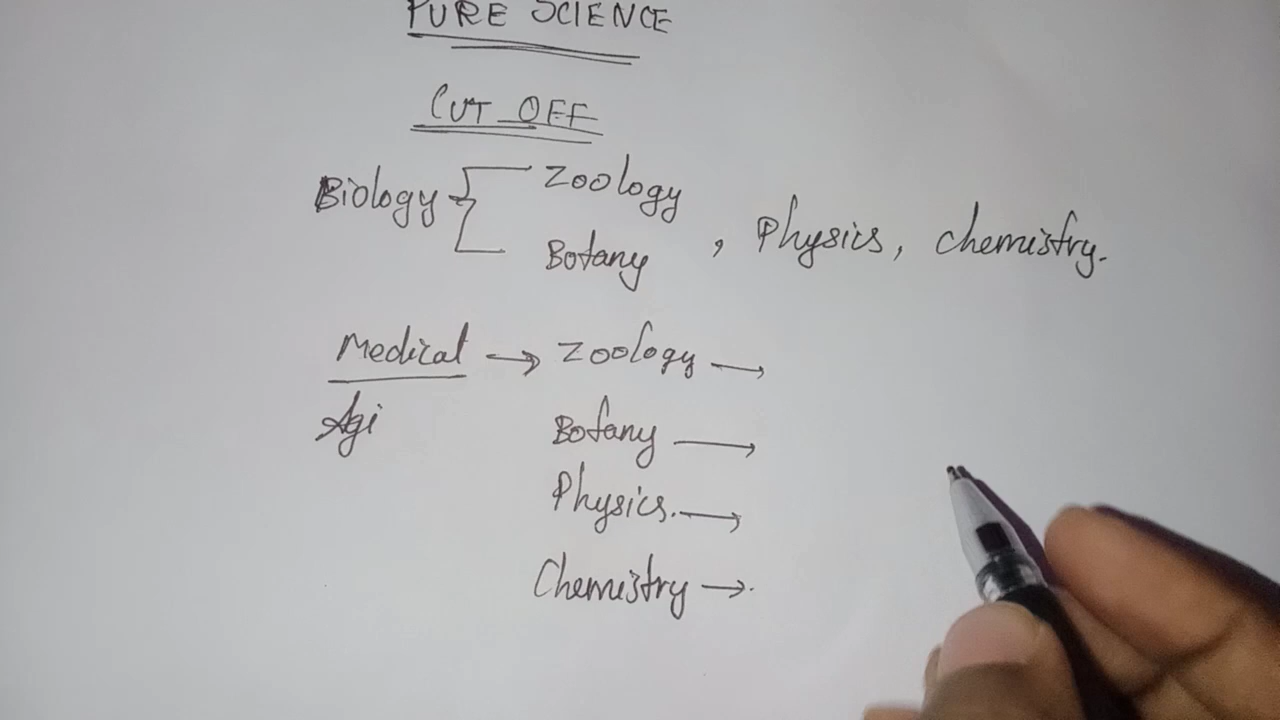 PURE SCIENCE
CUT OFF
Biology Zoology
Botany , Physics, chemistry.
Medical → Zoology →
Agi Botany →
Physics. →
Chemistry →.